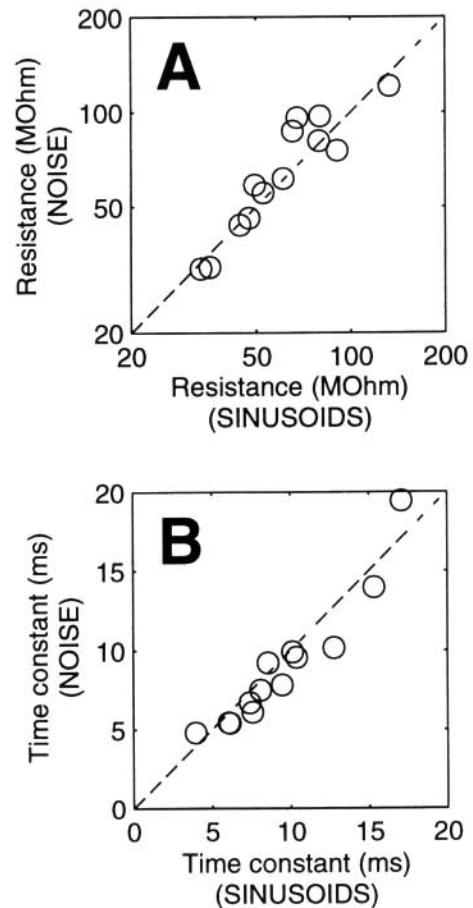 A
200
100
50
20
Resistance (MOhm)
(NOISE)
20 50 100 200
Resistance (MOhm)
(SINUSOIDS)
B
20
15
10
5
0
Time constant (ms)
(NOISE)
0 5 10 15 20
Time constant (ms)
(SINUSOIDS)